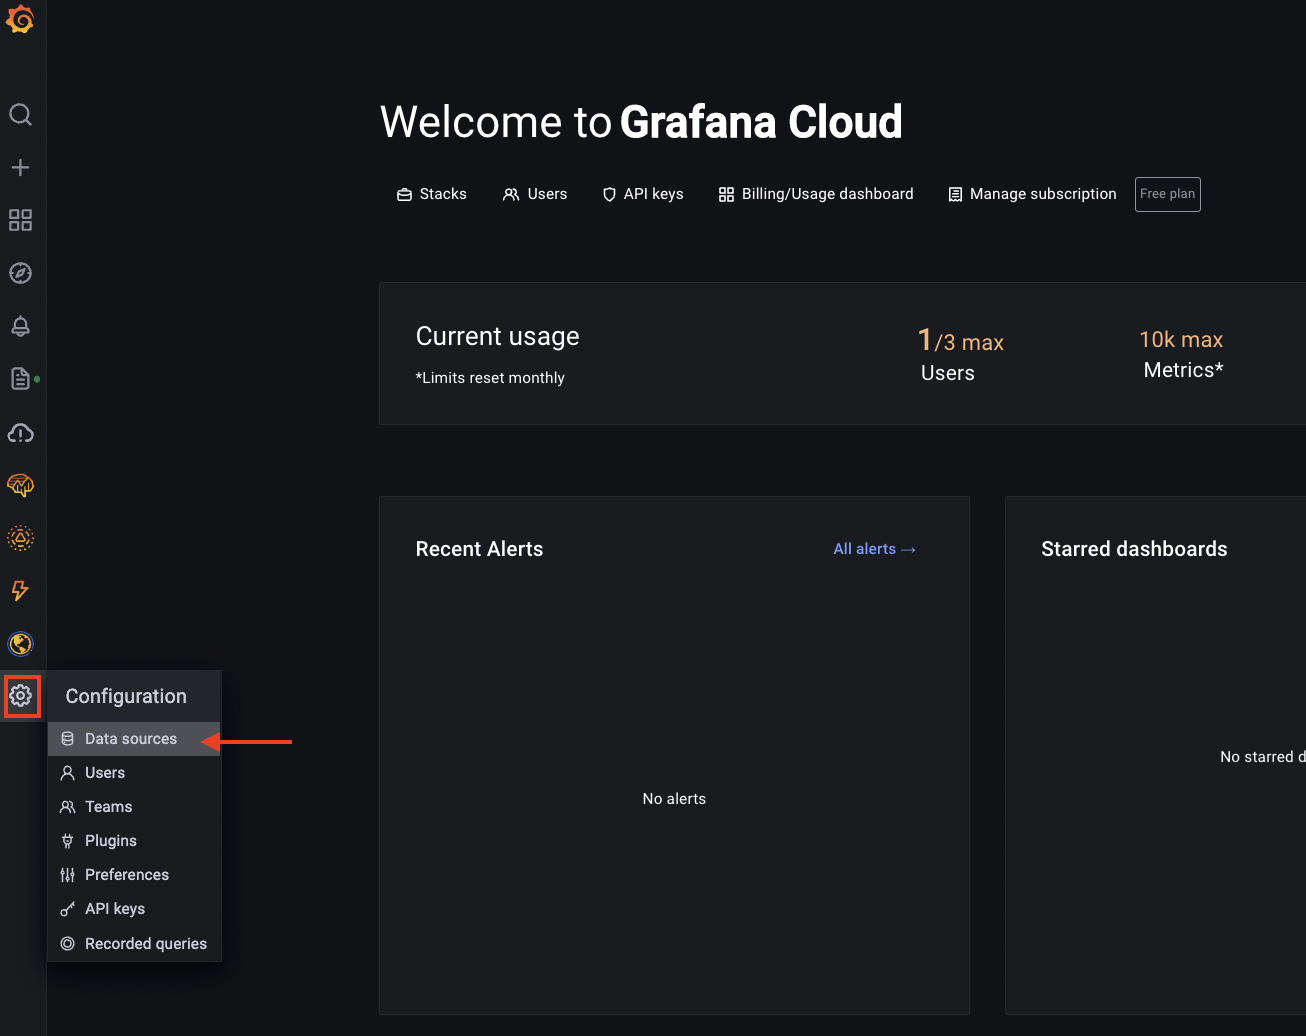 Welcome to Grafana Cloud
Stacks Users API keys Billing/Usage dashboard Manage subscription Free plan
Current usage
*Limits reset monthly
1/3 max
Users
10k max
Metrics*
Recent Alerts
All alerts →
No alerts
Starred dashboards
No starred d
Configuration
Data sources
Users
Teams
Plugins
Preferences
API keys
Recorded queries